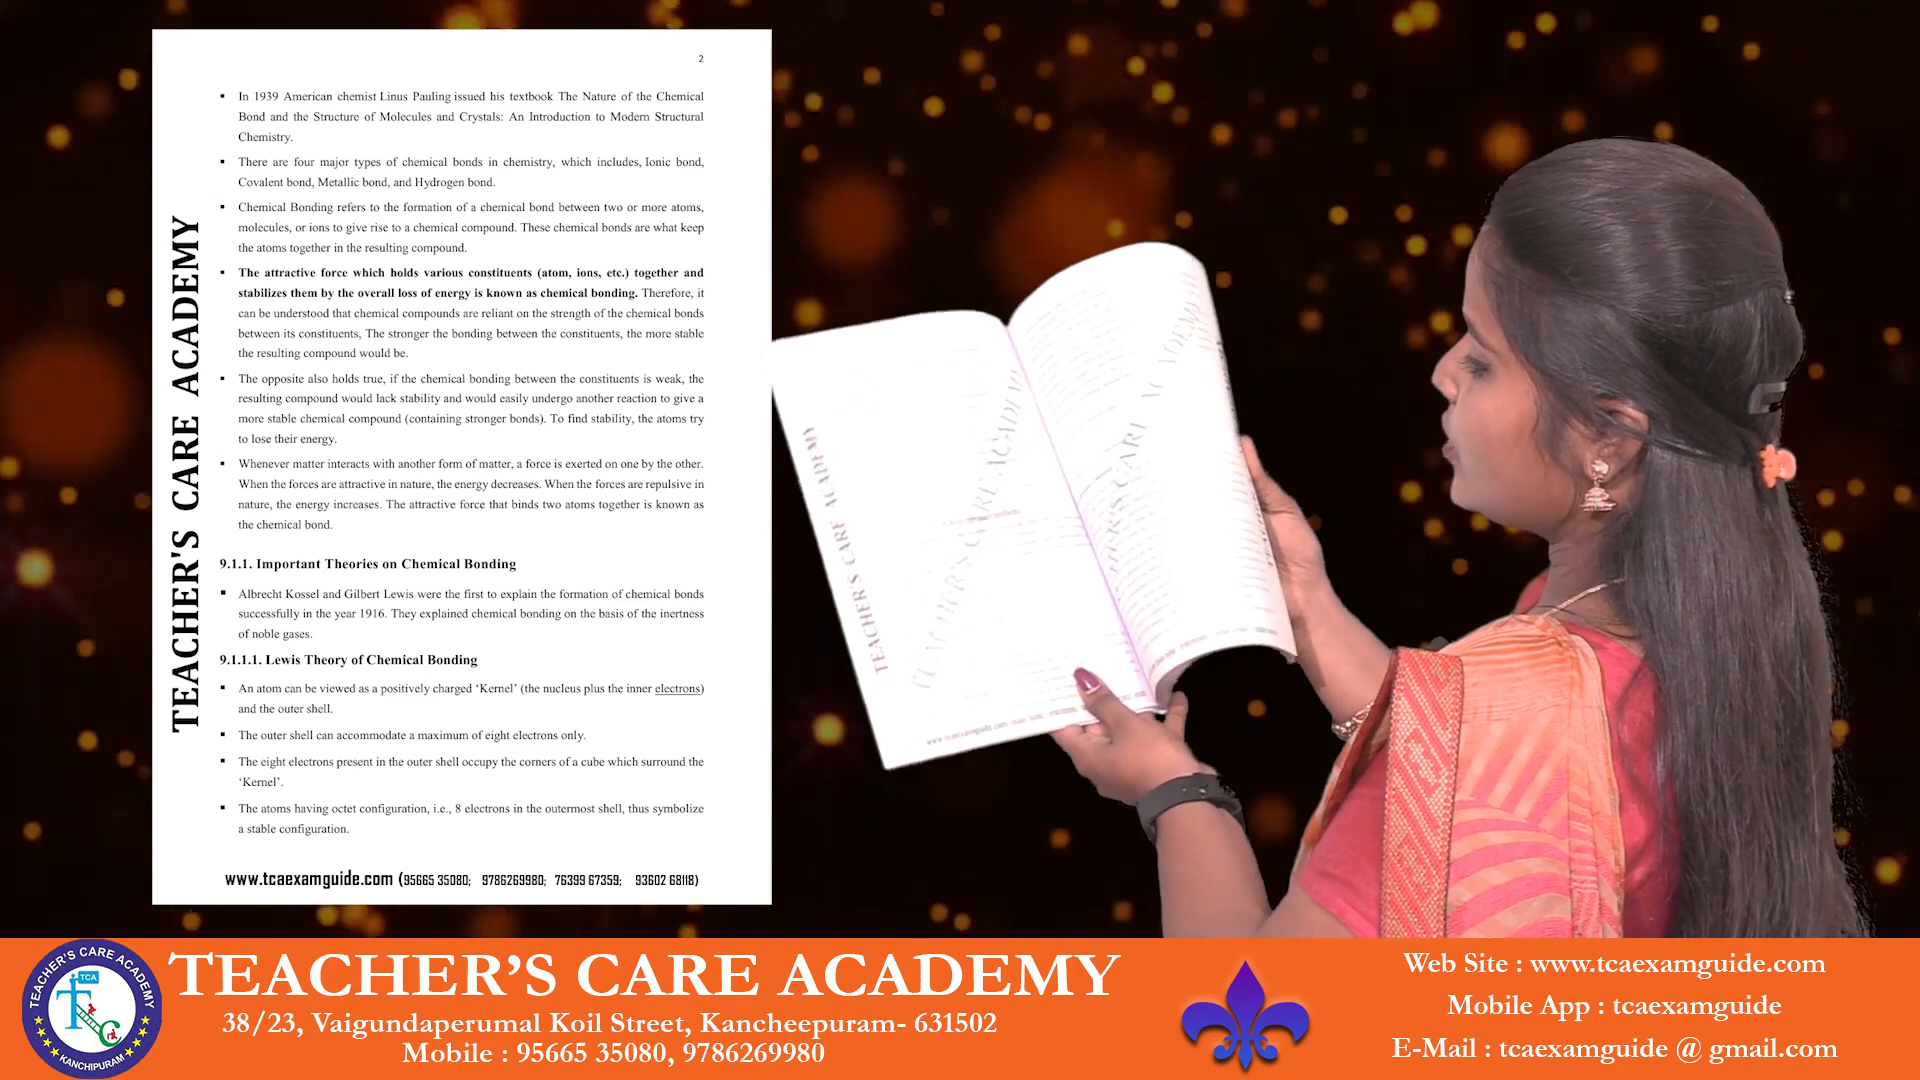 2
▪ In 1939 American chemist Linus Pauling issued his textbook The Nature of the Chemical
Bond and the Structure of Molecules and Crystals: An Introduction to Modern Structural
Chemistry.
▪ There are four major types of chemical bonds in chemistry, which includes, Ionic bond,
Covalent bond, Metallic bond, and Hydrogen bond.
▪ Chemical Bonding refers to the formation of a chemical bond between two or more atoms,
molecules, or ions to give rise to a chemical compound. These chemical bonds are what keep
the atoms together in the resulting compound.
▪ The attractive force which holds various constituents (atom, ions, etc.) together and
stabilizes them by the overall loss of energy is known as chemical bonding. Therefore, it
can be understood that chemical compounds are reliant on the strength of the chemical bonds
between its constituents, The stronger the bonding between the constituents, the more stable
the resulting compound would be.
▪ The opposite also holds true, if the chemical bonding between the constituents is weak, the
resulting compound would lack stability and would easily undergo another reaction to give a
more stable chemical compound (containing stronger bonds). To find stability, the atoms try
to lose their energy.
▪ Whenever matter interacts with another form of matter, a force is exerted on one by the other.
When the forces are attractive in nature, the energy decreases. When the forces are repulsive in
nature, the energy increases. The attractive force that binds two atoms together is known as
the chemical bond.
9.1.1. Important Theories on Chemical Bonding
▪ Albrecht Kossel and Gilbert Lewis were the first to explain the formation of chemical bonds
successfully in the year 1916. They explained chemical bonding on the basis of the inertness
of noble gases.
9.1.1.1. Lewis Theory of Chemical Bonding
▪ An atom can be viewed as a positively charged ‘Kernel’ (the nucleus plus the inner electrons)
and the outer shell.
▪ The outer shell can accommodate a maximum of eight electrons only.
▪ The eight electrons present in the outer shell occupy the corners of a cube which surround the
‘Kernel’.
▪ The atoms having octet configuration, i.e., 8 electrons in the outermost shell, thus symbolize
a stable configuration.
www.tcaexamguide.com (95665 35080; 9786269980; 76399 67359; 93602 68118)
TEACHER'S CARE ACADEMY
TEACHER'S CARE ACADEMY
TEACHER'S CARE ACADEMY
TEACHER'S CARE ACADEMY
TEACHER'S CARE ACADEMY
TCA
KANCHIPURAM
TEACHER’S CARE ACADEMY
38/23, Vaigundaperumal Koil Street, Kancheepuram- 631502
Mobile : 95665 35080, 9786269980
Web Site : www.tcaexamguide.com
Mobile App : tcaexamguide
E-Mail : tcaexamguide @ gmail.com